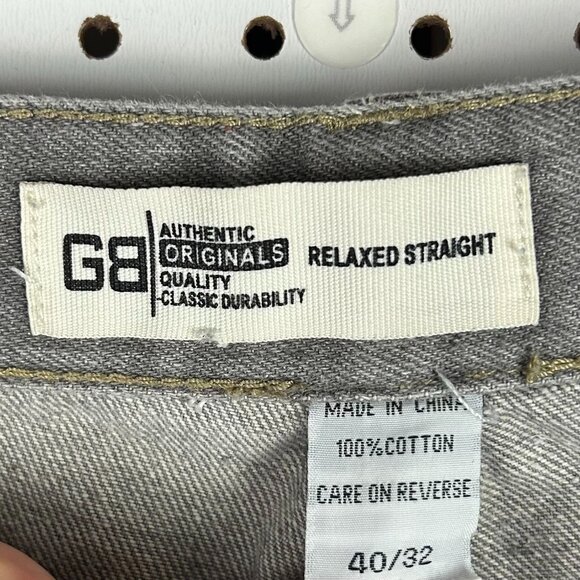 GB
AUTHENTIC
ORIGINALS
QUALITY
-CLASSIC DURABILITY
RELAXED STRAIGHT
MADE IN CHINA
100% COTTON
CARE ON REVERSE
40/32